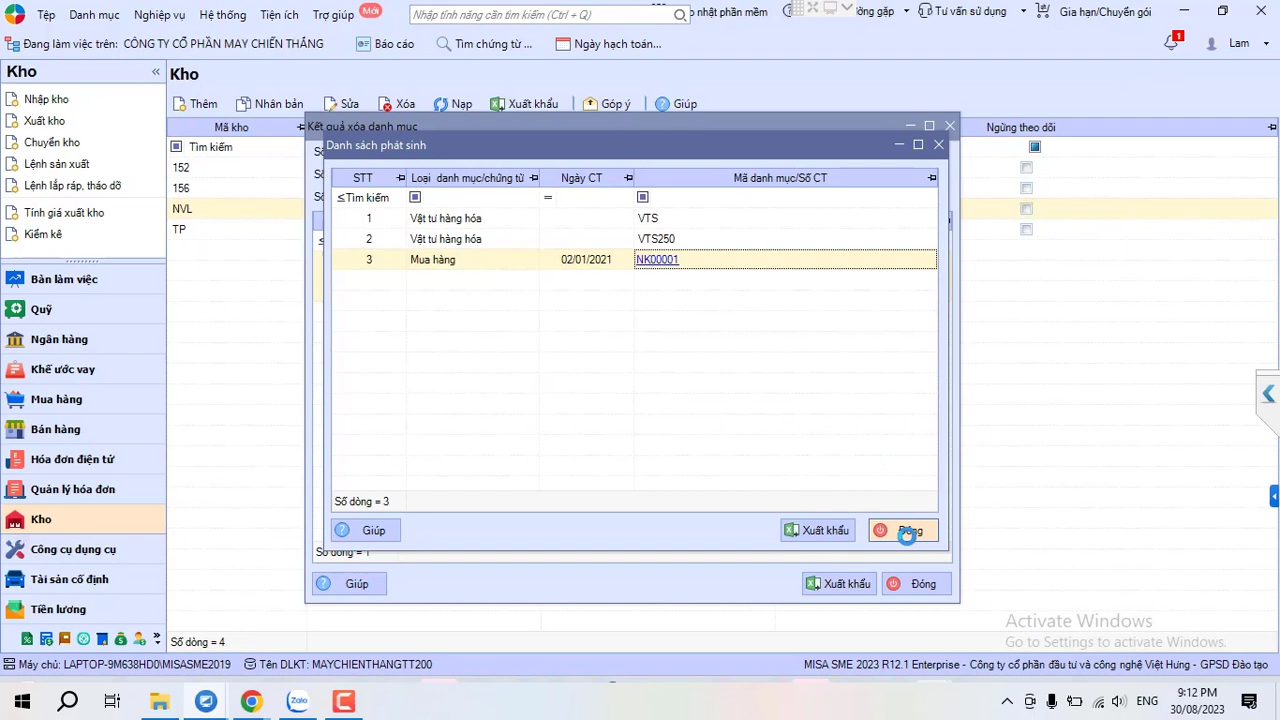 Tệp Danh mục Nghiệp vụ Hệ thống Tiện ích Trợ giúp Mới Nhập tính năng cần tìm kiếm (Ctrl + Q) nhật phần mềm Tư vấn sử dụng Gia hạn/Chuyển gói
Đang làm việc trên: CÔNG TY CỔ PHẦN MAY CHIẾN THẮNG Báo cáo Tìm chứng từ ... Ngày hạch toán... 1 Lam
Kho «
Nhập kho
Xuất kho
Chuyển kho
Lệnh sản xuất
Lệnh lắp ráp, tháo dỡ
Tính giá xuất kho
Kiểm kê
Bàn làm việc
Quỹ
Ngân hàng
Khế ước vay
Mua hàng
Bán hàng
Hóa đơn điện tử
Quản lý hóa đơn
Kho
Công cụ dụng cụ
Tài sản cố định
Tiền lương
Kho
Thêm Nhân bản Sửa Xóa Nạp Xuất khẩu Góp ý Giúp
Mã kho Ngừng theo dõi
Tìm kiếm
152
156
NVL
TP
Số dòng = 4
Kết quả xóa danh mục
Danh sách phát sinh
STT Loại danh mục/chứng từ Ngày CT Mã danh mục/Số CT
≤Tìm kiếm =
1 Vật tư hàng hóa VTS
2 Vật tư hàng hóa VTS250
3 Mua hàng 02/01/2021 NK00001
Số dòng = 3
Giúp Xuất khẩu Đóng
Số dòng = 1
Giúp Xuất khẩu Đóng
Activate Windows
Go to Settings to activate Windows.
Máy chủ: LAPTOP-9M638HD0\MISASME2019 Tên DLKT: MAYCHIENTHANGTT200 MISA SME 2023 R12.1 Enterprise - Công ty cổ phần đầu tư và công nghệ Việt Hưng - GPSD Đào tạo
Zalo ENG 9:12 PM
30/08/2023